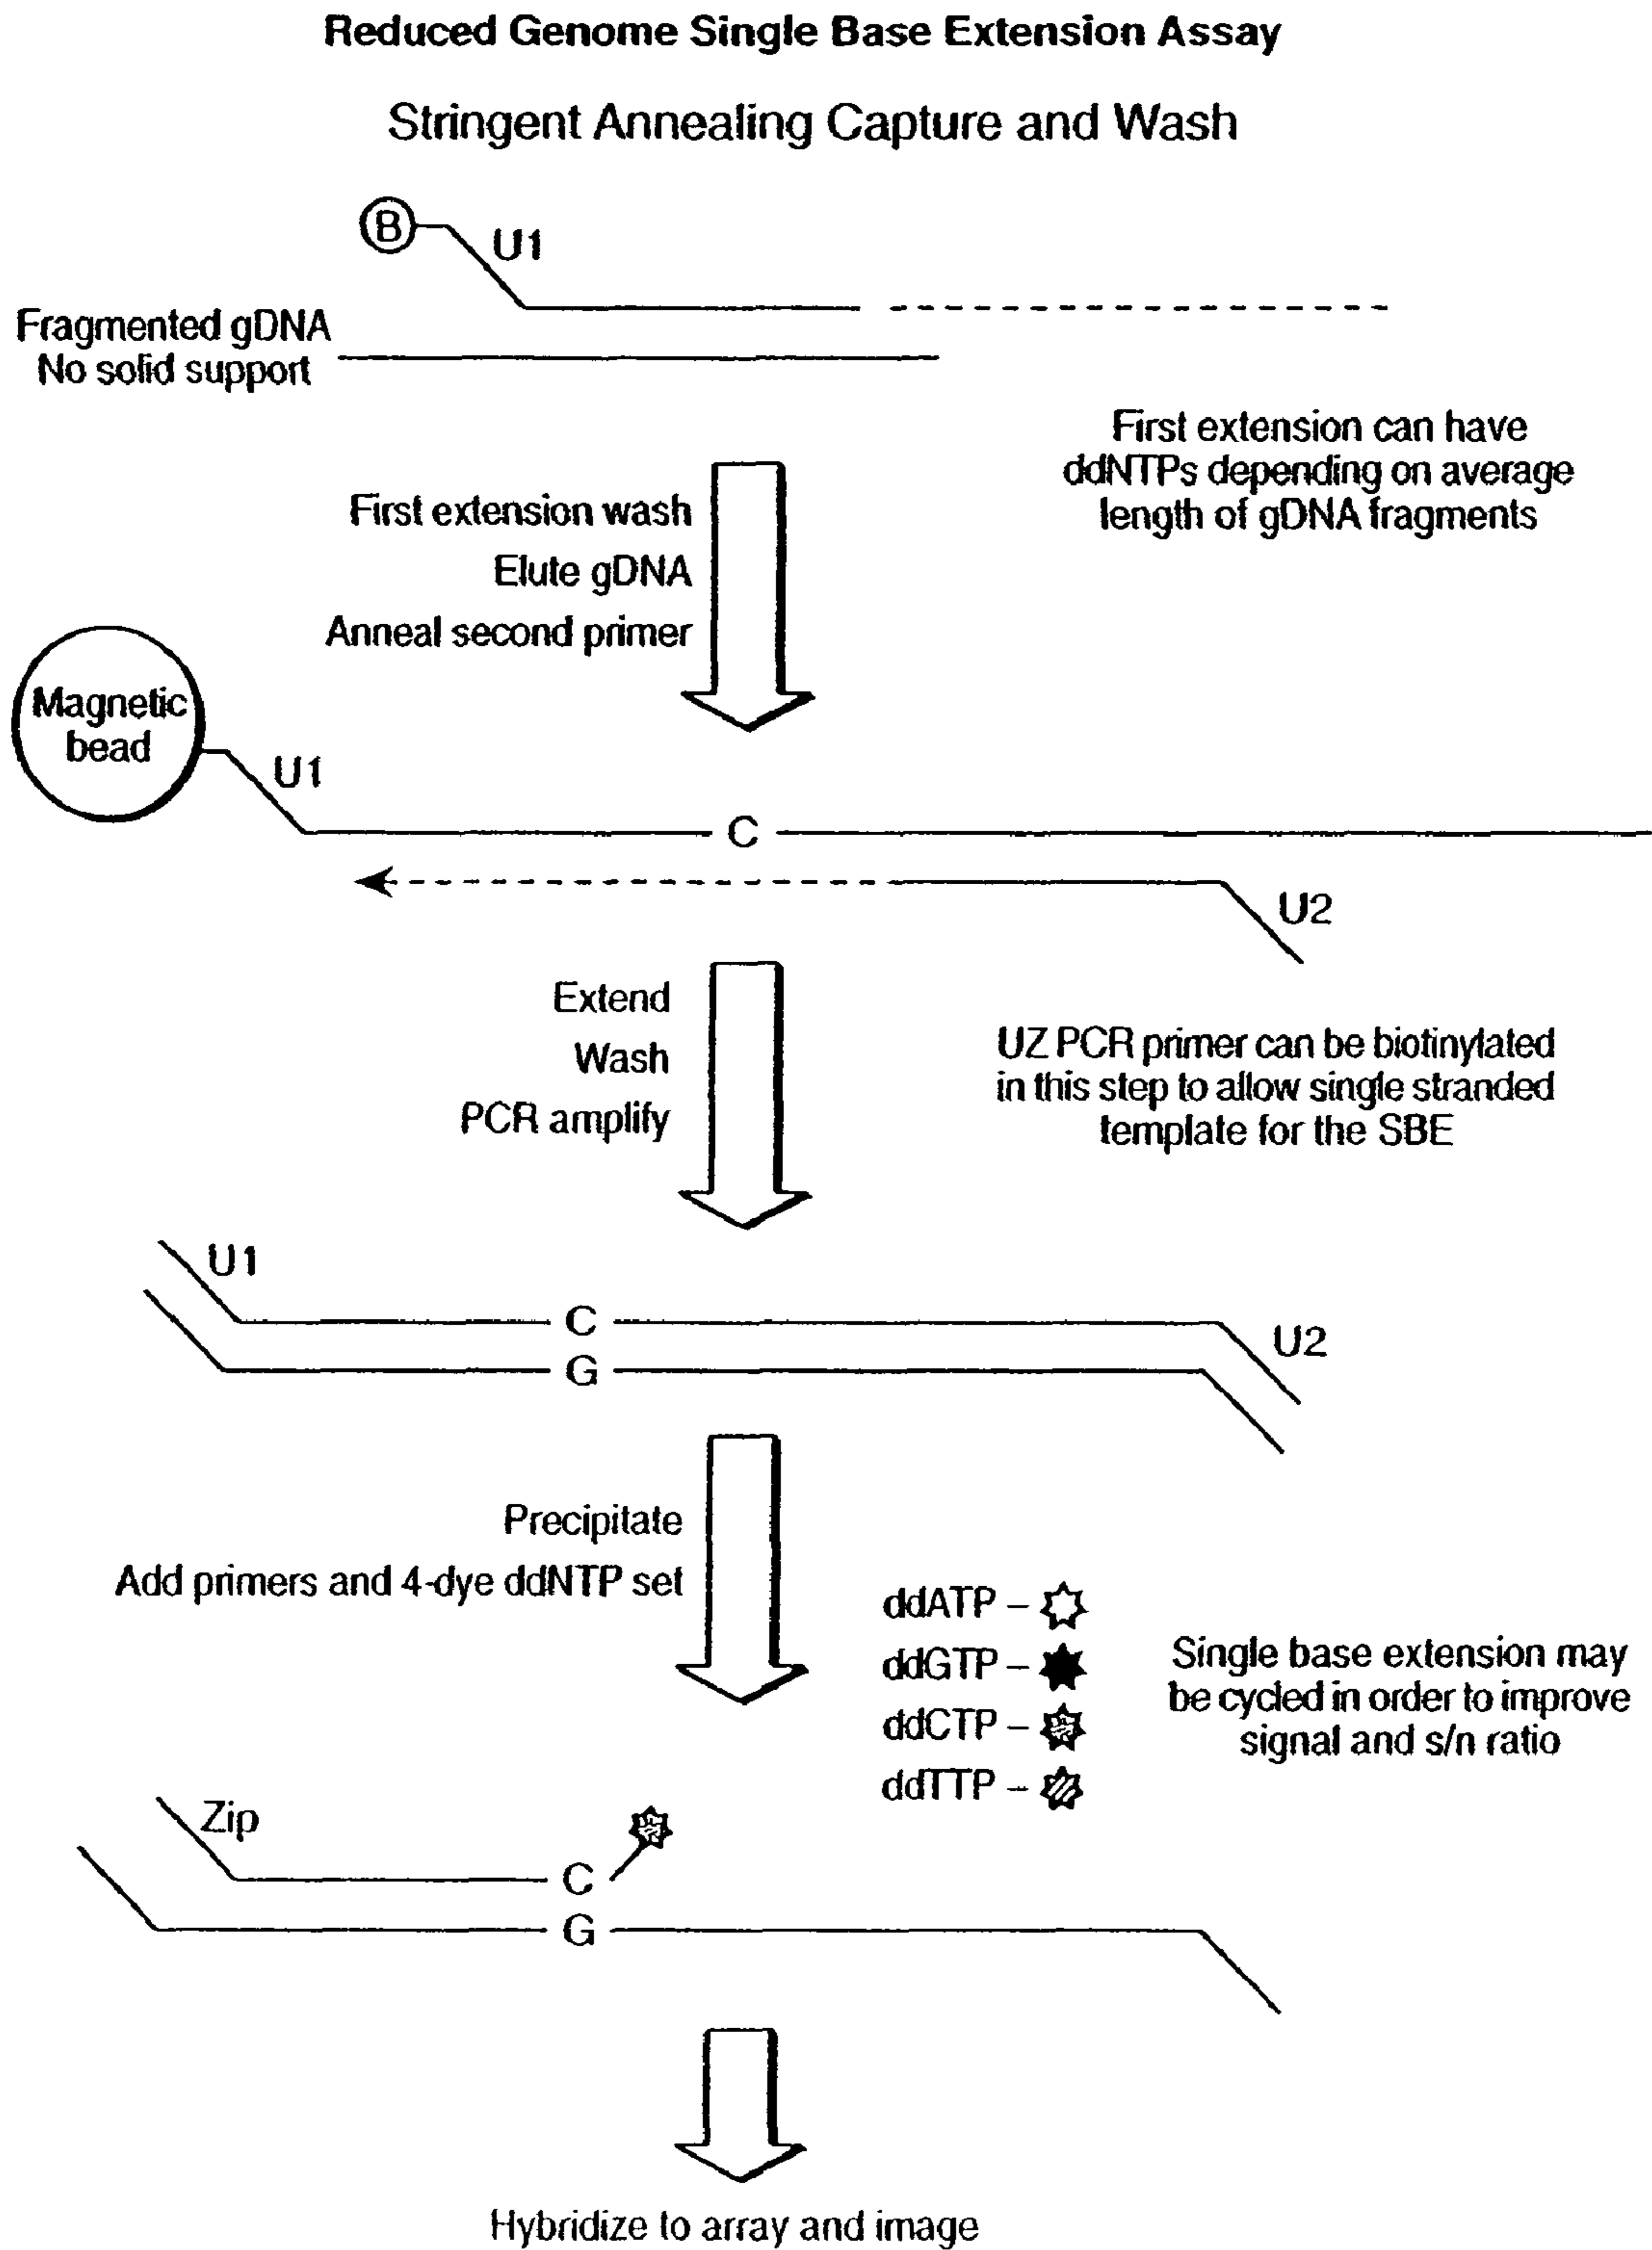 Reduced Genome Single Base Extension Assay
Stringent Annealing Capture and Wash
B
U1
Fragmented gDNA
No solid support
First extension can have
ddNTPs depending on average
length of gDNA fragments
First extension wash
Elute gDNA
Anneal second primer
Magnetic
bead
U1
C
U2
Extend
Wash
PCR amplify
UZ PCR primer can be biotinylated
in this step to allow single stranded
template for the SBE
U1
C
U2
G
Precipitate
Add primers and 4-dye ddNTP set
ddATP –
ddGTP –
ddCTP –
ddTTP –
Single base extension may
be cycled in order to improve
signal and s/n ratio
Zip
C
G
Hybridize to array and image